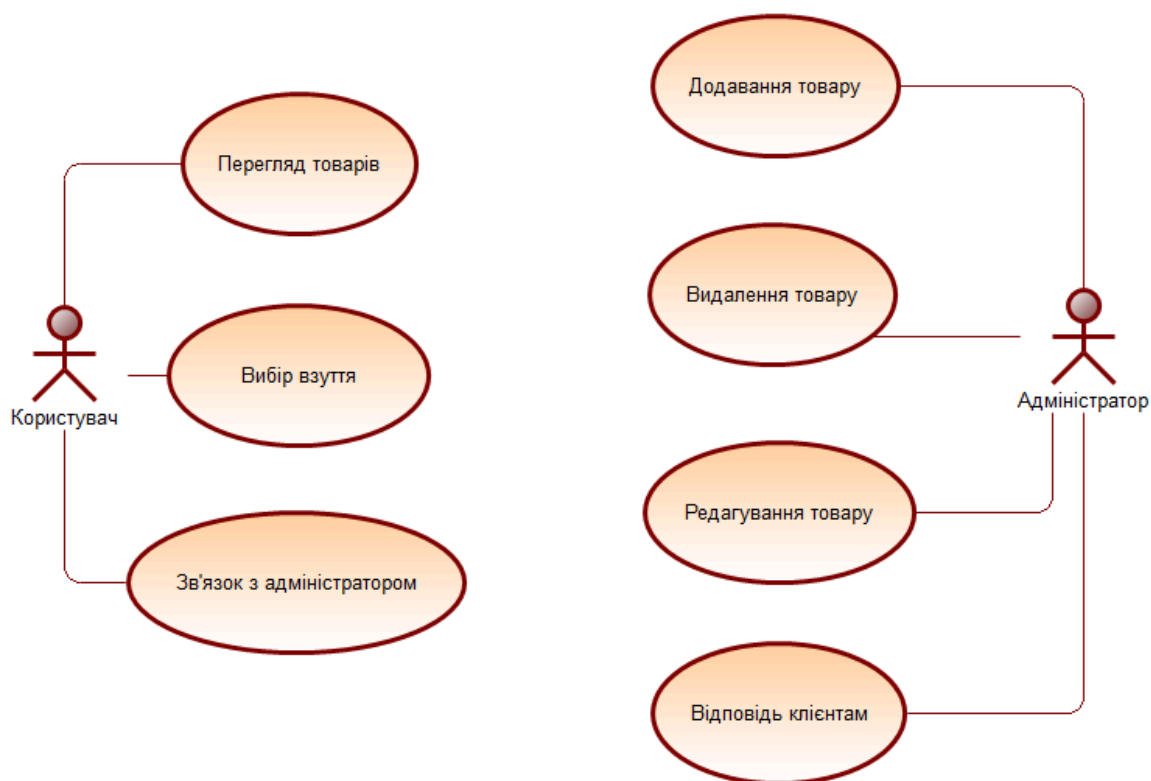 Додавання товару
Перегляд товарів
Видалення товару
Вибір взуття
Користувач
Адміністратор
Редагування товару
Зв'язок з адміністратором
Відповідь клієнтам